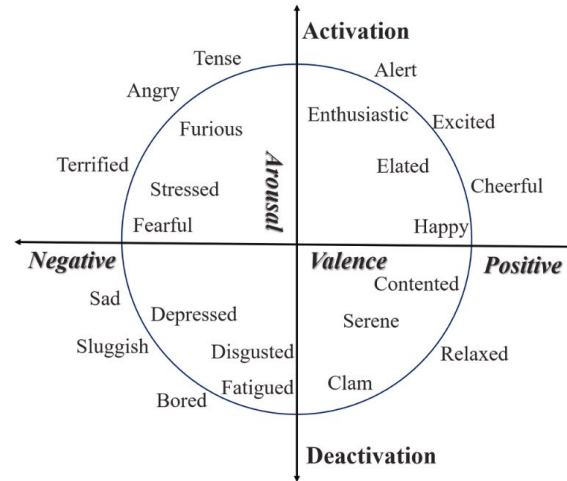 Activation
Tense
Alert
Angry
Enthusiastic
Excited
Furious
Terrified
Arousal
Elated
Stressed
Cheerful
Fearful
Happy
Negative
Valence
Positive
Contented
Sad
Depressed
Serene
Sluggish
Disgusted
Relaxed
Fatigued
Clam
Bored
Deactivation